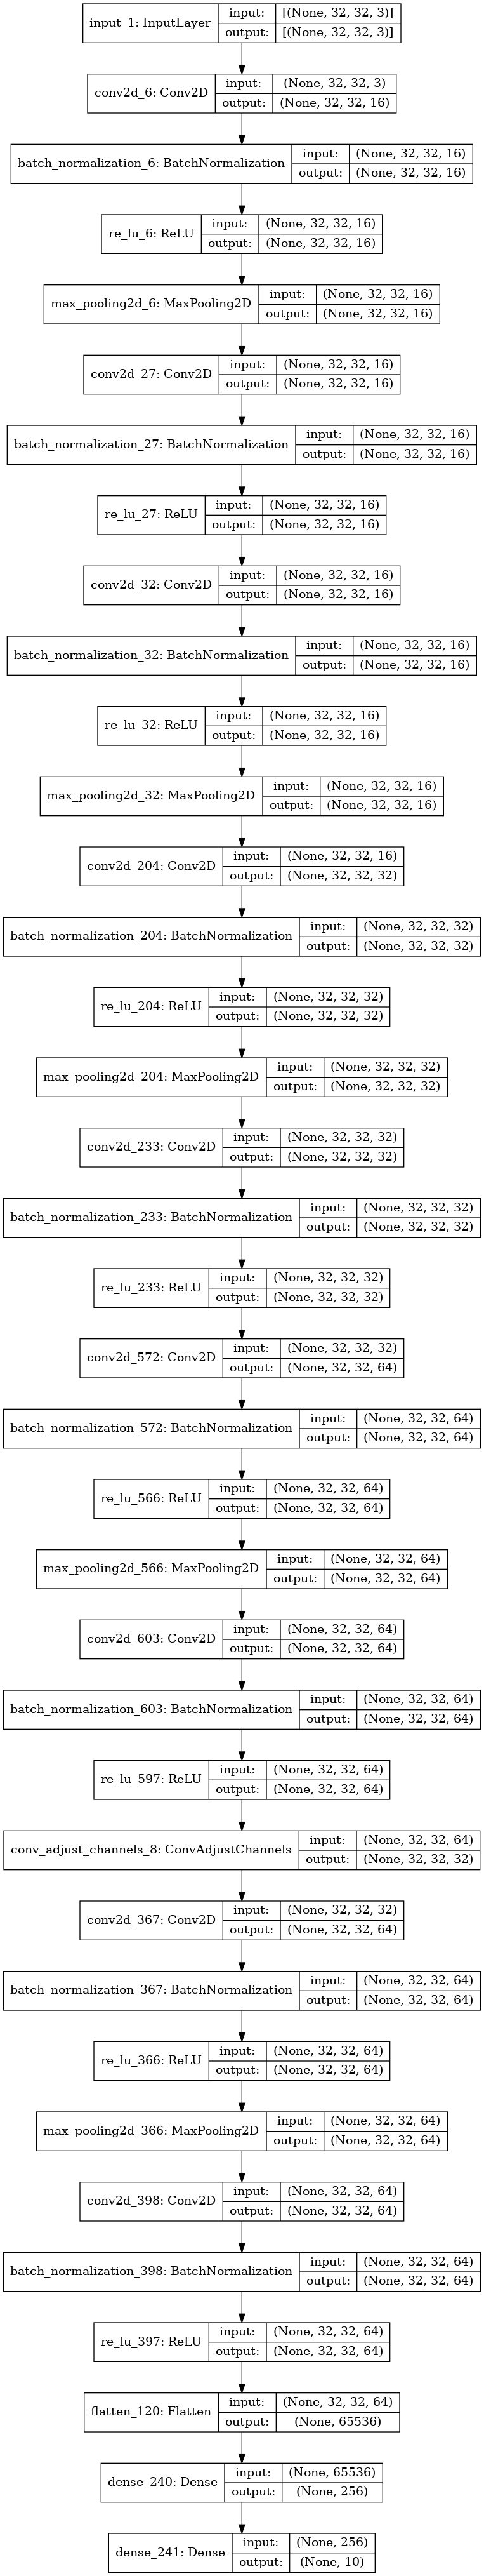 input_1: InputLayer
input: [(None, 32, 32, 3)]
output: [(None, 32, 32, 3)]
conv2d_6: Conv2D
input: (None, 32, 32, 3)
output: (None, 32, 32, 16)
batch_normalization_6: BatchNormalization
input: (None, 32, 32, 16)
output: (None, 32, 32, 16)
re_lu_6: ReLU
input: (None, 32, 32, 16)
output: (None, 32, 32, 16)
max_pooling2d_6: MaxPooling2D
input: (None, 32, 32, 16)
output: (None, 32, 32, 16)
conv2d_27: Conv2D
input: (None, 32, 32, 16)
output: (None, 32, 32, 16)
batch_normalization_27: BatchNormalization
input: (None, 32, 32, 16)
output: (None, 32, 32, 16)
re_lu_27: ReLU
input: (None, 32, 32, 16)
output: (None, 32, 32, 16)
conv2d_32: Conv2D
input: (None, 32, 32, 16)
output: (None, 32, 32, 16)
batch_normalization_32: BatchNormalization
input: (None, 32, 32, 16)
output: (None, 32, 32, 16)
re_lu_32: ReLU
input: (None, 32, 32, 16)
output: (None, 32, 32, 16)
max_pooling2d_32: MaxPooling2D
input: (None, 32, 32, 16)
output: (None, 32, 32, 16)
conv2d_204: Conv2D
input: (None, 32, 32, 16)
output: (None, 32, 32, 32)
batch_normalization_204: BatchNormalization
input: (None, 32, 32, 32)
output: (None, 32, 32, 32)
re_lu_204: ReLU
input: (None, 32, 32, 32)
output: (None, 32, 32, 32)
max_pooling2d_204: MaxPooling2D
input: (None, 32, 32, 32)
output: (None, 32, 32, 32)
conv2d_233: Conv2D
input: (None, 32, 32, 32)
output: (None, 32, 32, 32)
batch_normalization_233: BatchNormalization
input: (None, 32, 32, 32)
output: (None, 32, 32, 32)
re_lu_233: ReLU
input: (None, 32, 32, 32)
output: (None, 32, 32, 32)
conv2d_572: Conv2D
input: (None, 32, 32, 32)
output: (None, 32, 32, 64)
batch_normalization_572: BatchNormalization
input: (None, 32, 32, 64)
output: (None, 32, 32, 64)
re_lu_566: ReLU
input: (None, 32, 32, 64)
output: (None, 32, 32, 64)
max_pooling2d_566: MaxPooling2D
input: (None, 32, 32, 64)
output: (None, 32, 32, 64)
conv2d_603: Conv2D
input: (None, 32, 32, 64)
output: (None, 32, 32, 64)
batch_normalization_603: BatchNormalization
input: (None, 32, 32, 64)
output: (None, 32, 32, 64)
re_lu_597: ReLU
input: (None, 32, 32, 64)
output: (None, 32, 32, 64)
conv_adjust_channels_8: ConvAdjustChannels
input: (None, 32, 32, 64)
output: (None, 32, 32, 32)
conv2d_367: Conv2D
input: (None, 32, 32, 32)
output: (None, 32, 32, 64)
batch_normalization_367: BatchNormalization
input: (None, 32, 32, 64)
output: (None, 32, 32, 64)
re_lu_366: ReLU
input: (None, 32, 32, 64)
output: (None, 32, 32, 64)
max_pooling2d_366: MaxPooling2D
input: (None, 32, 32, 64)
output: (None, 32, 32, 64)
conv2d_398: Conv2D
input: (None, 32, 32, 64)
output: (None, 32, 32, 64)
batch_normalization_398: BatchNormalization
input: (None, 32, 32, 64)
output: (None, 32, 32, 64)
re_lu_397: ReLU
input: (None, 32, 32, 64)
output: (None, 32, 32, 64)
flatten_120: Flatten
input: (None, 32, 32, 64)
output: (None, 65536)
dense_240: Dense
input: (None, 65536)
output: (None, 256)
dense_241: Dense
input: (None, 256)
output: (None, 10)